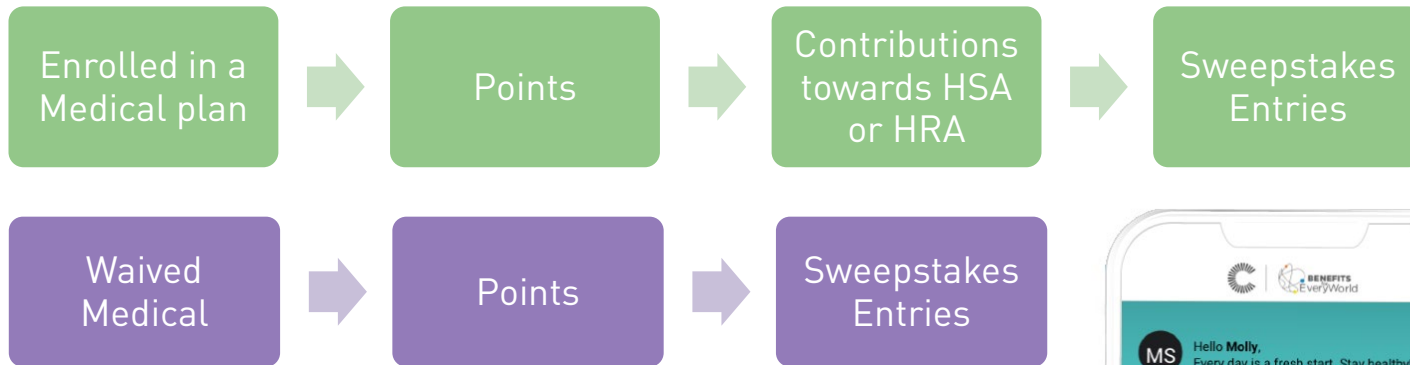 Enrolled in a
Medical plan
Points
Contributions
towards HSA
or HRA
Sweepstakes
Entries
Waived
Medical
Points
Sweepstakes
Entries
BENEFITS
EveryWorld
MS
Hello Molly,
Every day is a fresh start. Stay healthy